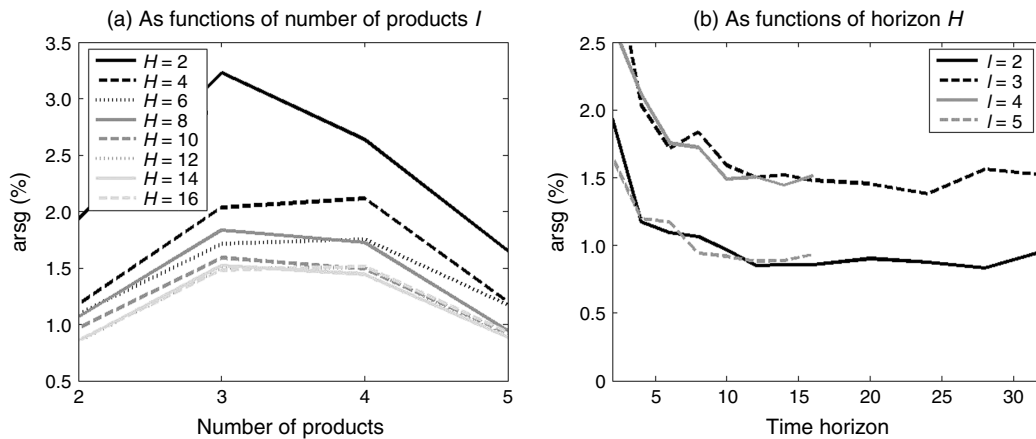 (a) As functions of number of products I
3.5
3.0
2.5
2.0
1.5
1.0
0.5
arsg (%)
H = 2
H = 4
H = 6
H = 8
H = 10
H = 12
H = 14
H = 16
2
3
4
5
Number of products
(b) As functions of horizon H
2.5
2.0
1.5
1.0
0.5
0
arsg (%)
I = 2
I = 3
I = 4
I = 5
5
10
15
20
25
30
Time horizon